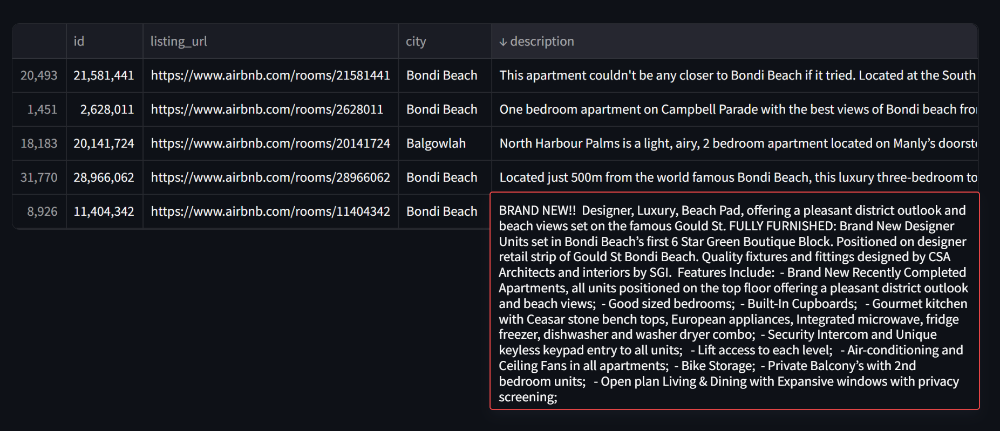 id listing_url city ↓ description
20,493 21,581,441 https://www.airbnb.com/rooms/21581441 Bondi Beach This apartment couldn't be any closer to Bondi Beach if it tried. Located at the South
1,451 2,628,011 https://www.airbnb.com/rooms/2628011 Bondi Beach One bedroom apartment on Campbell Parade with the best views of Bondi beach
18,183 20,141,724 https://www.airbnb.com/rooms/20141724 Balgowlah North Harbour Palms is a light, airy, 2 bedroom apartment located on Manly’s
31,770 28,966,062 https://www.airbnb.com/rooms/28966062 Bondi Beach Located just 500m from the world famous Bondi Beach, this luxury three-bedroom
8,926 11,404,342 https://www.airbnb.com/rooms/11404342 Bondi Beach BRAND NEW!!  Designer, Luxury, Beach Pad, offering a pleasant district outlook and
beach views set on the famous Gould St. FULLY FURNISHED: Brand New Designer
Units set in Bondi Beach’s first 6 Star Green Boutique Block. Positioned on designer
retail strip of Gould St Bondi Beach. Quality fixtures and fittings designed by CSA
Architects and interiors by SGI.  Features Include:  - Brand New Recently Completed
Apartments, all units positioned on the top floor offering a pleasant district outlook
and beach views;  - Good sized bedrooms;  - Built-In Cupboards;   - Gourmet kitchen
with Ceasar stone bench tops, European appliances, Integrated microwave, fridge
freezer, dishwasher and washer dryer combo;  - Security Intercom and Unique
keyless keypad entry to all units;   - Lift access to each level;   - Air-conditioning and
Ceiling Fans in all apartments;  - Bike Storage;  - Private Balcony’s with 2nd
bedroom units;   - Open plan Living & Dining with Expansive windows with privacy
screening;